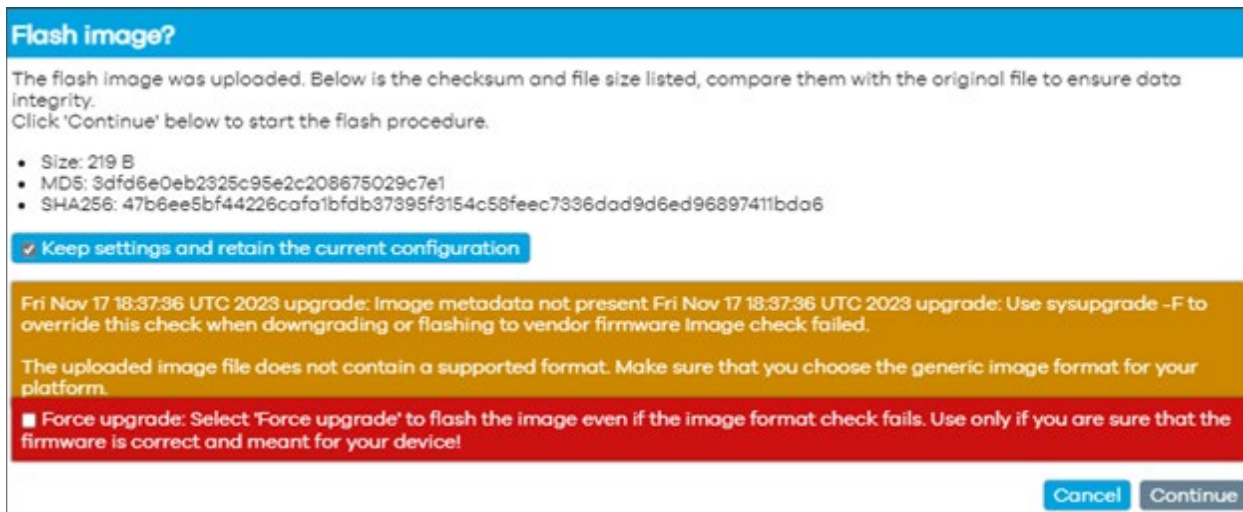 Flash image?
The flash image was uploaded. Below is the checksum and file size listed, compare them with the original file to ensure data
integrity.
Click 'Continue' below to start the flash procedure.
• Size: 219 B
• MD5: 3dfd6e0eb2325c95e2c208675029c7e1
• SHA256: 47b6ee5bf44226cafa1bfdb37395f3154c58feec7336dad9d6ed96897411bda6
Keep settings and retain the current configuration
Fri Nov 17 18:37:36 UTC 2023 upgrade: Image metadata not present Fri Nov 17 18:37:36 UTC 2023 upgrade: Use sysupgrade -F to
override this check when downgrading or flashing to vendor firmware Image check failed.
The uploaded image file does not contain a supported format. Make sure that you choose the generic image format for your
platform.
Force upgrade: Select 'Force upgrade' to flash the image even if the image format check fails. Use only if you are sure that the
firmware is correct and meant for your device!
Cancel Continue